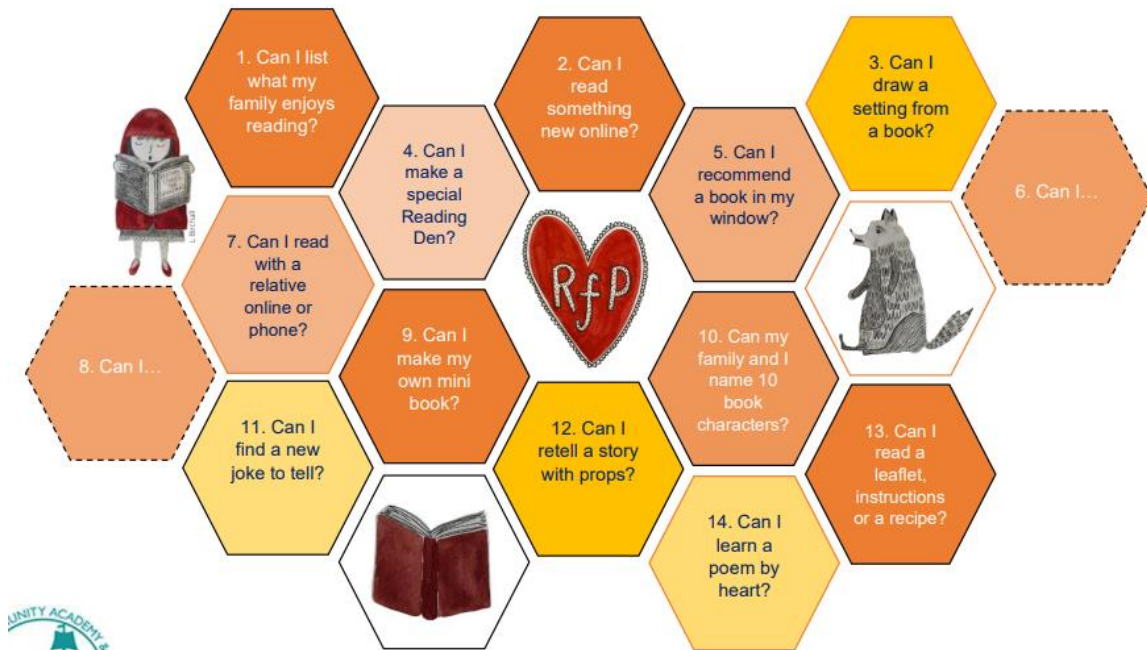 1. Can I list
what my
family enjoys
reading?
2. Can I
read
something
new online?
3. Can I
draw a
setting from
a book?
4. Can I
make a
special
Reading
Den?
5. Can I
recommend
a book in my
window?
6. Can I...
7. Can I read
with a
relative
online or
phone?
RfP
8. Can I...
9. Can I
make my
own mini
book?
10. Can my
family and I
name 10
book
characters?
11. Can I
find a new
joke to tell?
12. Can I
retell a story
with props?
13. Can I
read a
leaflet,
instructions
or a recipe?
14. Can I
learn a
poem by
heart?
UNITY ACADEMY &